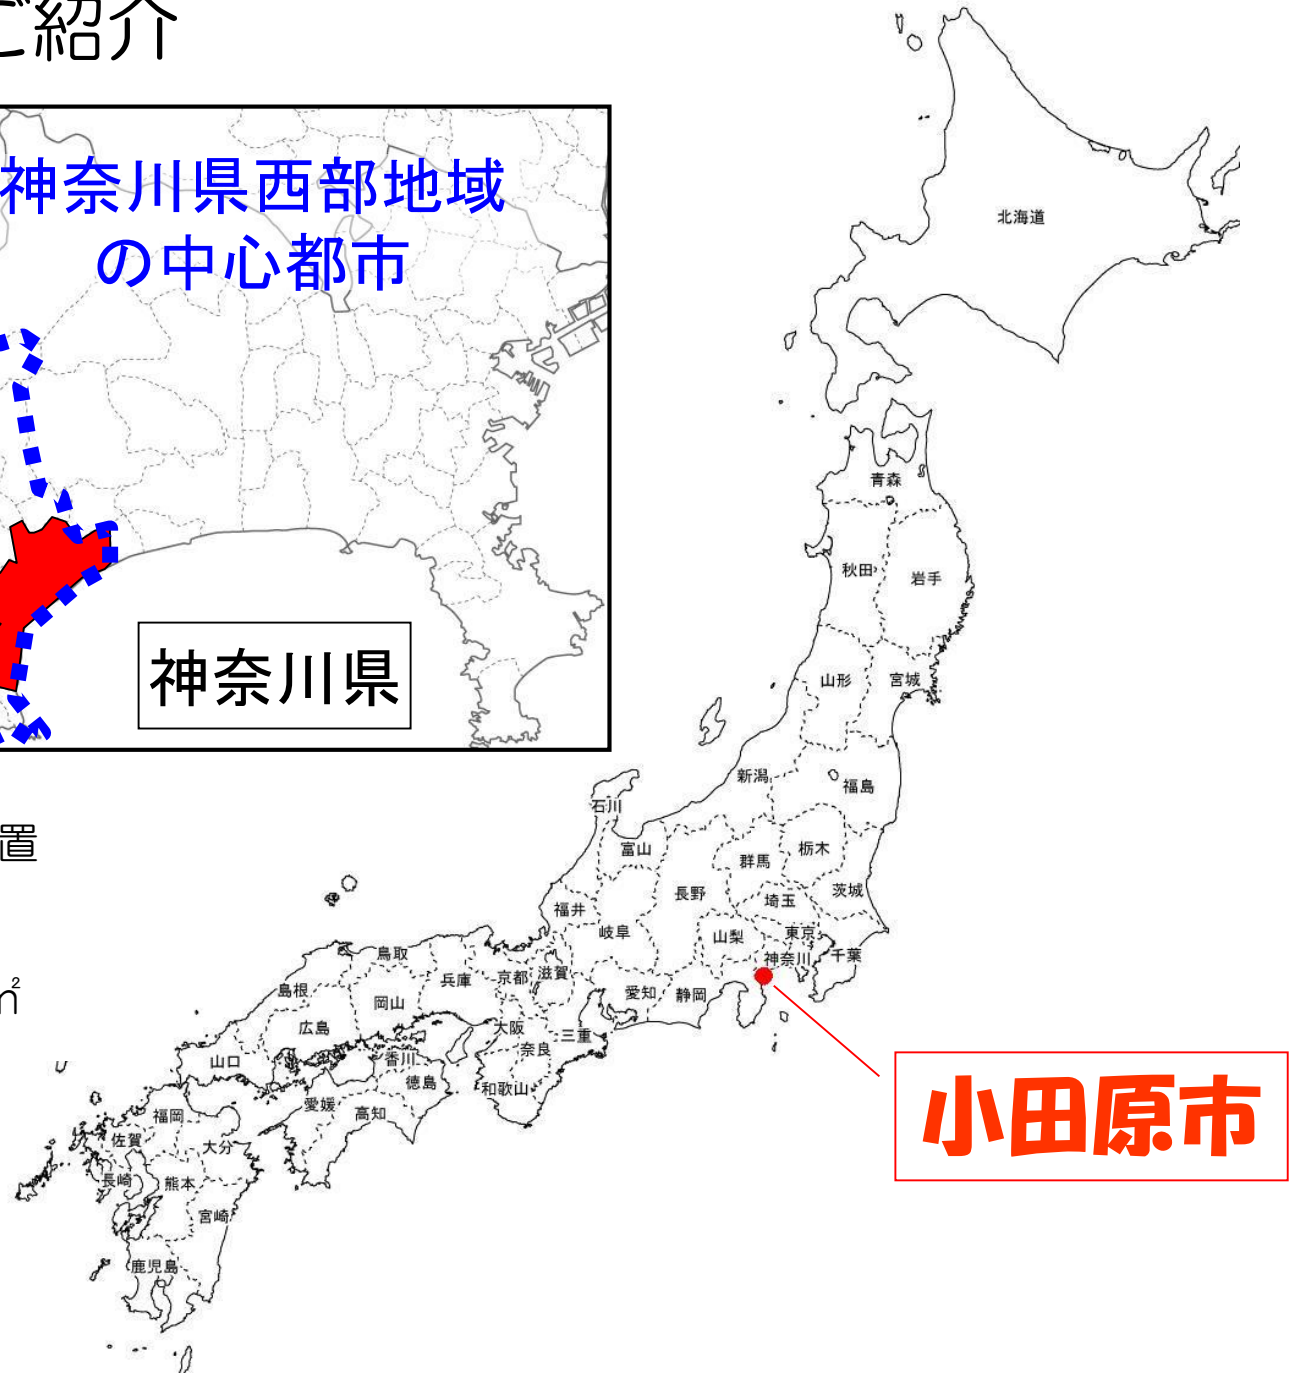 ご紹介
神奈川県西部地域
の中心都市
神奈川県
置
㎡
北海道
青森
秋田
岩手
山形
宮城
新潟
福島
石川
富山
群馬
栃木
長野
茨城
埼玉
福井
岐阜
山梨
東京
神奈川
千葉
鳥取
兵庫
京都
滋賀
愛知
静岡
島根
岡山
広島
大阪
三重
奈良
山口
香川
徳島
和歌山
愛媛
高知
福岡
佐賀
大分
長崎
熊本
宮崎
鹿児島
小田原市